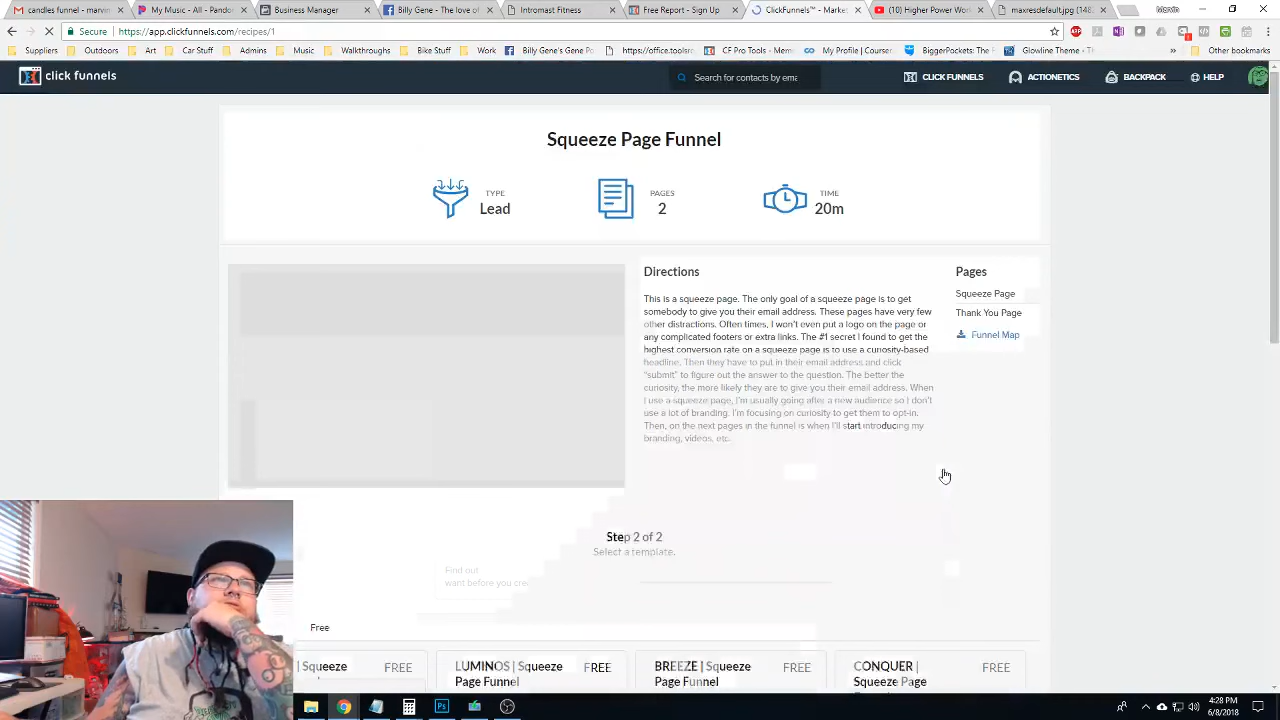 candles funnel - marvin
My Music - All - Pandor
Business Manager
Billy Gene - The love of
Intromast Fitness
Free Report - Sign Up
ClickFunnels™ - Market
(10) Higher Power Wor
maxresdefault.jpg (148
MarvIn
Secure | https://app.clickfunnels.com/recipes/1
Suppliers
Outdoors
Art
Car Stuff
Admins
Music
Walkthroughs
Bike Stuff
Billy Gene's Gene Po
https://office.toolsro
CF Pro Tools - Mem
My Profile | Course
BiggerPockets: The
Glowline Theme - T
Other bookmarks
click funnels
Search for contacts by ema
CLICK FUNNELS
ACTIONETICS
BACKPACK
HELP
Squeeze Page Funnel
TYPE
Lead
PAGES
2
TIME
20m
Directions
This is a squeeze page. The only goal of a squeeze page is to get
somebody to give you their email address. These pages have very few
other distractions. Often times, I won't even put a logo on the page or
any complicated footers or extra links. The #1 secret I found to get the
highest conversion rate on a squeeze page is to use a curiosity-based
headline. Then they have to put in their email address and click
"submit" to figure out the answer to the question. The better the
curiosity, the more likely they are to give you their email address. When
I use a squeeze page, I'm usually going after a new audience so I don't
use a lot of branding. I'm focusing on curiosity to get them to opt-in.
Then, on the next pages in the funnel is when I'll start introducing my
branding, videos, etc.
Pages
Squeeze Page
Thank You Page
Funnel Map
Step 2 of 2
Select a template.
Find out
want before you crea
Free
| Squeeze
FREE
LUMINOS | Squeeze
Page Funnel
FREE
BREEZE | Squeeze
Page Funnel
FREE
CONQUER |
Squeeze Page
FREE
4:28 PM
6/8/2018